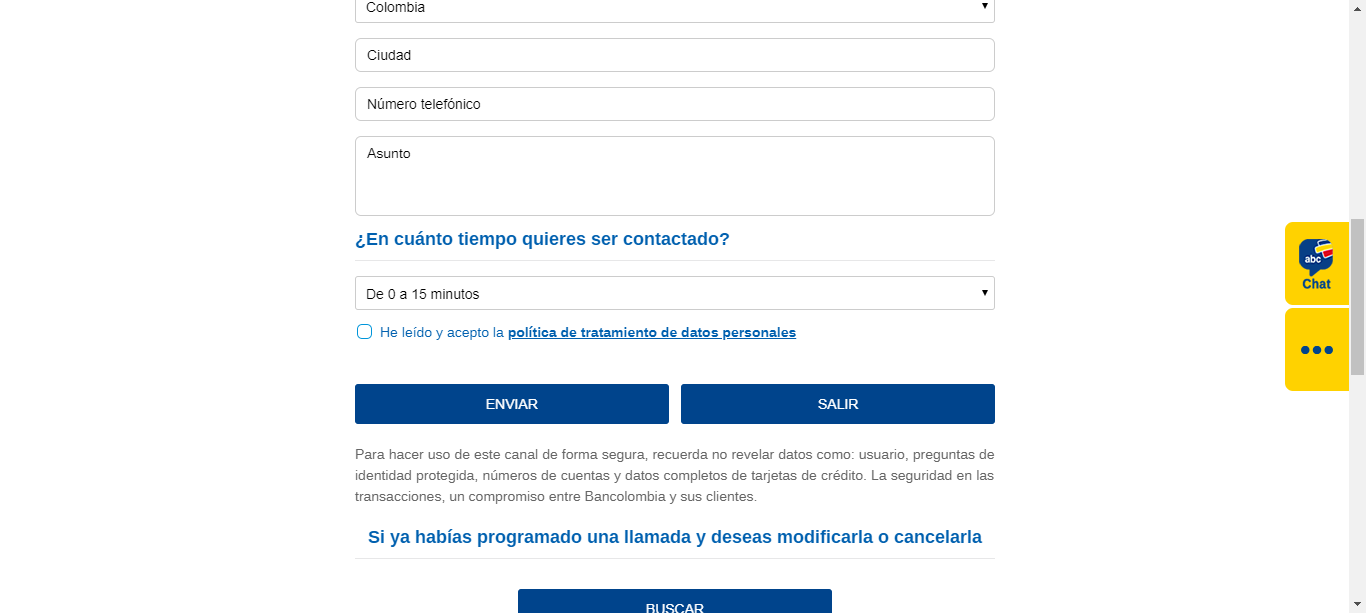 Colombia
Ciudad
Número telefónico
Asunto
¿En cuánto tiempo quieres ser contactado?
De 0 a 15 minutos
He leído y acepto la política de tratamiento de datos personales
ENVIAR
SALIR
Para hacer uso de este canal de forma segura, recuerda no revelar datos como: usuario, preguntas de
identidad protegida, números de cuentas y datos completos de tarjetas de crédito. La seguridad en las
transacciones, un compromiso entre Bancolombia y sus clientes.
Si ya habías programado una llamada y deseas modificarla o cancelarla
BUSCAR
abc
Chat